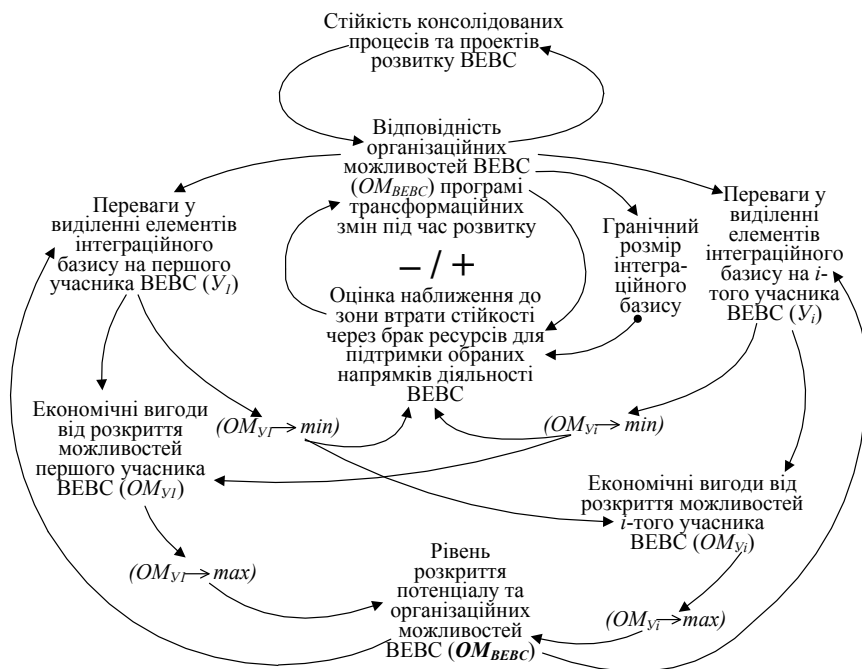 Стійкість консолідованих
процесів та проектів
розвитку ВЕВС
Відповідність
організаційних
можливостей ВЕВС
(ОМВЕВС) програмі
трансформаційних
змін під час розвитку
Переваги у
виділенні елементів
інтеграційного
базису на першого
учасника ВЕВС (У1)
Гранічний
розмір
інтегра-
ційного
базису
Переваги у
виділенні
елементів
інтеграційного
базису на і-
того учасника
ВЕВС (Уі)
– / +
Оцінка наближення до
зони втрати стійкості
через брак ресурсів для
підтримки обраних
напрямків діяльності
ВЕВС
Економічні вигоди
від розкриття
можливостей
першого учасника
ВЕВС (ОМУ1)
(ОМУ1→ min)
(ОМУі→ min)
Економічні вигоди від
розкриття можливостей
і-того учасника
ВЕВС (ОМУі)
(ОМУ1→ max)
Рівень
розкриття
потенціалу та
організаційних
можливостей
ВЕВС (ОМВЕВС)
(ОМУі→ max)